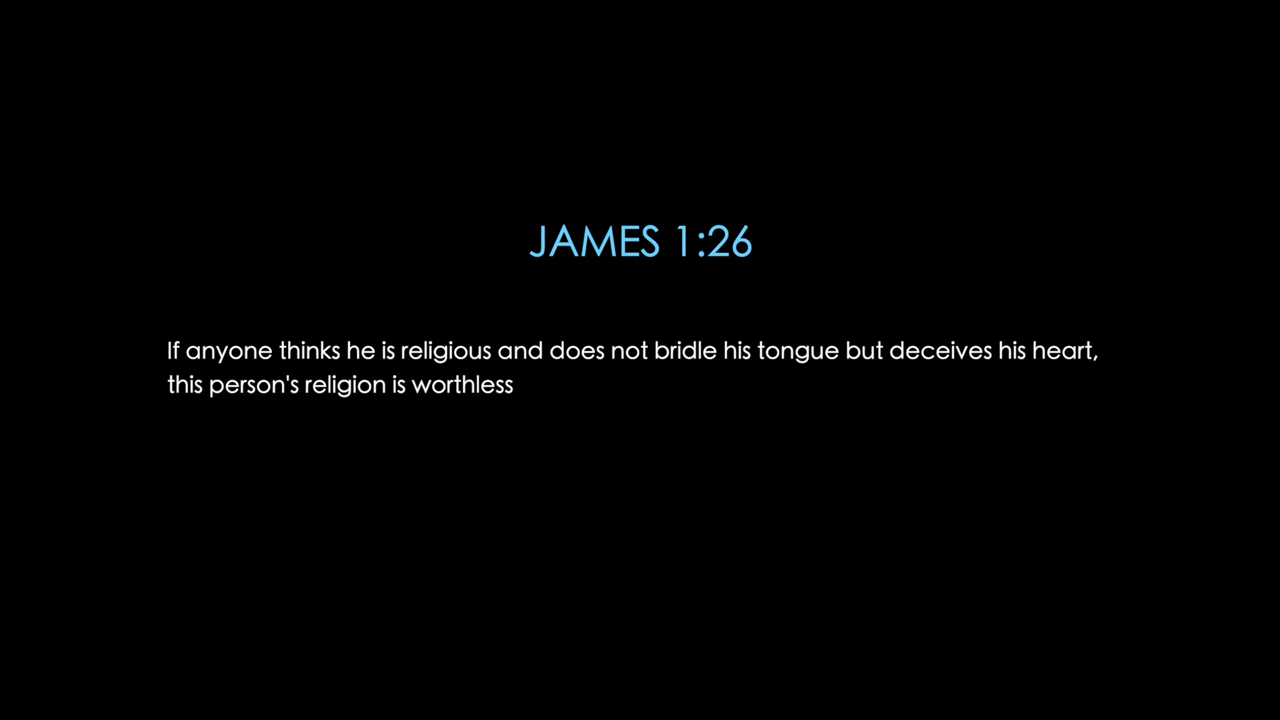 JAMES 1:26
If anyone thinks he is religious and does not bridle his tongue but deceives his heart,
this person's religion is worthless